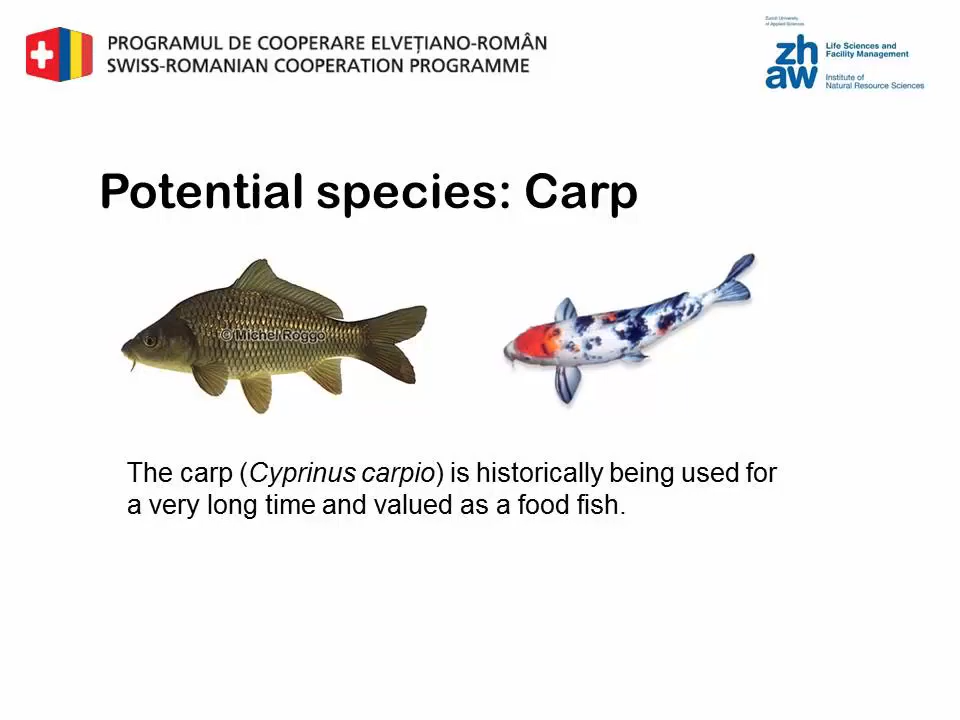 PROGRAMUL DE COOPERARE ELVEȚIANO-ROMÂN
SWISS-ROMANIAN COOPERATION PROGRAMME
Zurich University
of Applied Sciences
zh
aw
Life Sciences and
Facility Management
Institute of
Natural Resource Sciences
Potential species: Carp
© Michel Roggo
The carp (Cyprinus carpio) is historically being used for
a very long time and valued as a food fish.